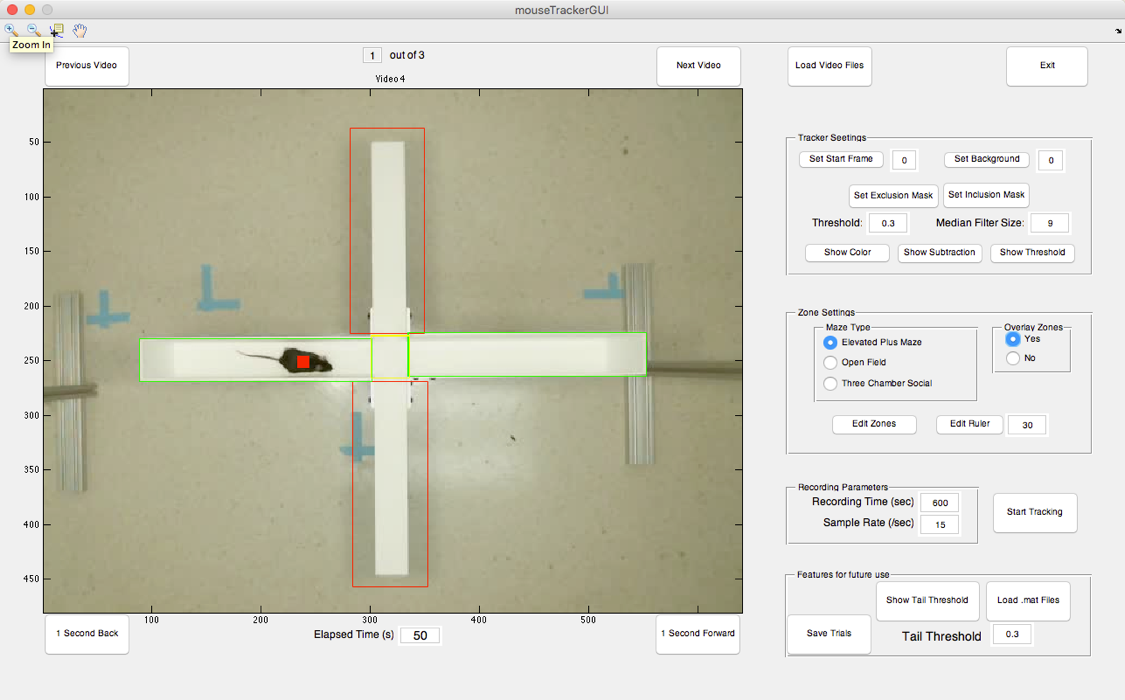 mouseTrackerGUI
Zoom In
Previous Video
1 out of 3
Next Video
Load Video Files
Exit
Video4
50
100
150
200
250
300
350
400
450
100
200
300
400
500
1 Second Back
Elapsed Time (s) 50
1 Second Forward
Tracker Seetings
Set Start Frame 0
Set Background 0
Set Exclusion Mask
Set Inclusion Mask
Threshold: 0.3
Median Filter Size: 9
Show Color
Show Subtraction
Show Threshold
Zone Settings
Maze Type
Elevated Plus Maze
Open Field
Three Chamber Social
Overlay Zones
Yes
No
Edit Zones
Edit Ruler 30
Recording Parameters
Recording Time (sec) 600
Sample Rate (/sec) 15
Start Tracking
Features for future use
Show Tail Threshold
Load .mat Files
Save Trials
Tail Threshold 0.3